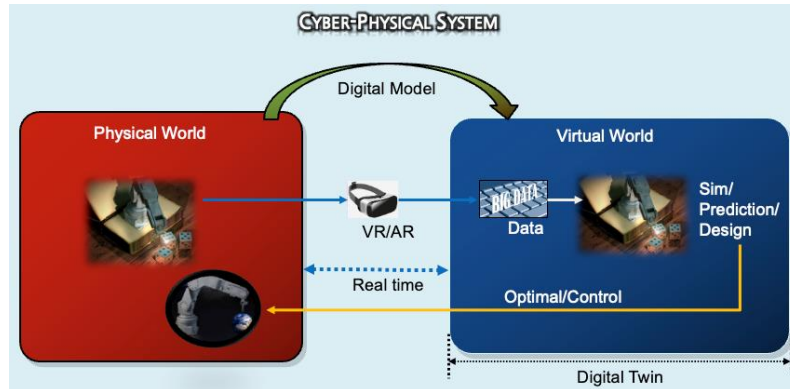 CYBER-PHYSICAL SYSTEM
Digital Model
Physical World
Virtual World
BIG DATA
Sim/
Prediction/
Design
VR/AR
Data
Real time
Optimal/Control
Digital Twin